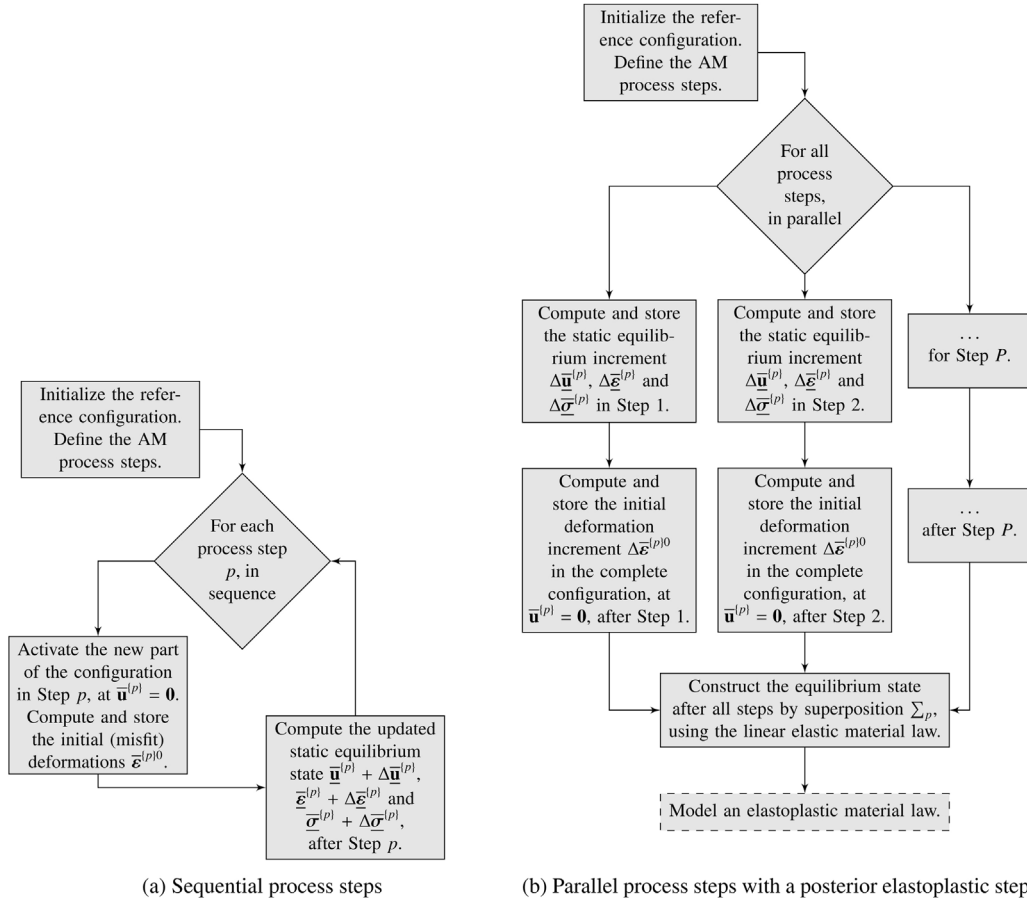 Initialize the refer-
ence configuration.
Define the AM
process steps.
For each
process step
p, in
sequence
Activate the new part
of the configuration
in Step p, at u̅^{p} = 0.
Compute and store
the initial (misfit)
deformations ε̅^{p}0.
Compute the updated
static equilibrium
state u̲̅^{p} + Δu̲̅^{p},
ε̲̅^{p} + Δε̲̅^{p} and
σ̲̅^{p} + Δσ̲̅^{p},
after Step p.
(a) Sequential process steps
Initialize the refer-
ence configuration.
Define the AM
process steps.
For all
process
steps,
in parallel
Compute and store
the static equilib-
rium increment
Δu̲̅^{p}, Δε̲̅^{p} and
Δσ̲̅^{p} in Step 1.
Compute and store
the static equilib-
rium increment
Δu̲̅^{p}, Δε̲̅^{p} and
Δσ̲̅^{p} in Step 2.
...
for Step P.
Compute and
store the initial
deformation
increment Δε̅^{p}0
in the complete
configuration, at
u̅^{p} = 0, after Step 1.
Compute and
store the initial
deformation
increment Δε̅^{p}0
in the complete
configuration, at
u̅^{p} = 0, after Step 2.
...
after Step P.
Construct the equilibrium state
after all steps by superposition ∑p,
using the linear elastic material law.
Model an elastoplastic material law.
(b) Parallel process steps with a posterior elastoplastic step